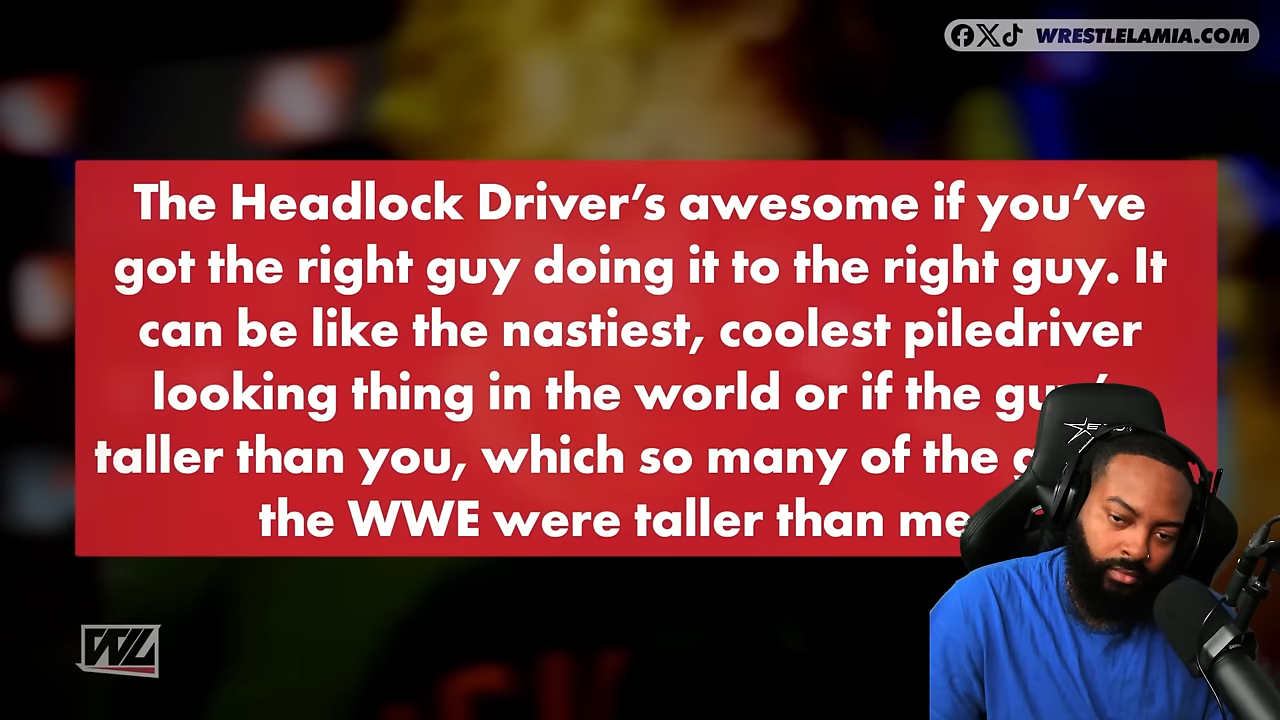 WRESTLELAMIA.COM
The Headlock Driver's awesome if you've
got the right guy doing it to the right guy. It
can be like the nastiest, coolest piledriver
looking thing in the world or if the
taller than you, which so many of the
the WWE were taller than me
WL